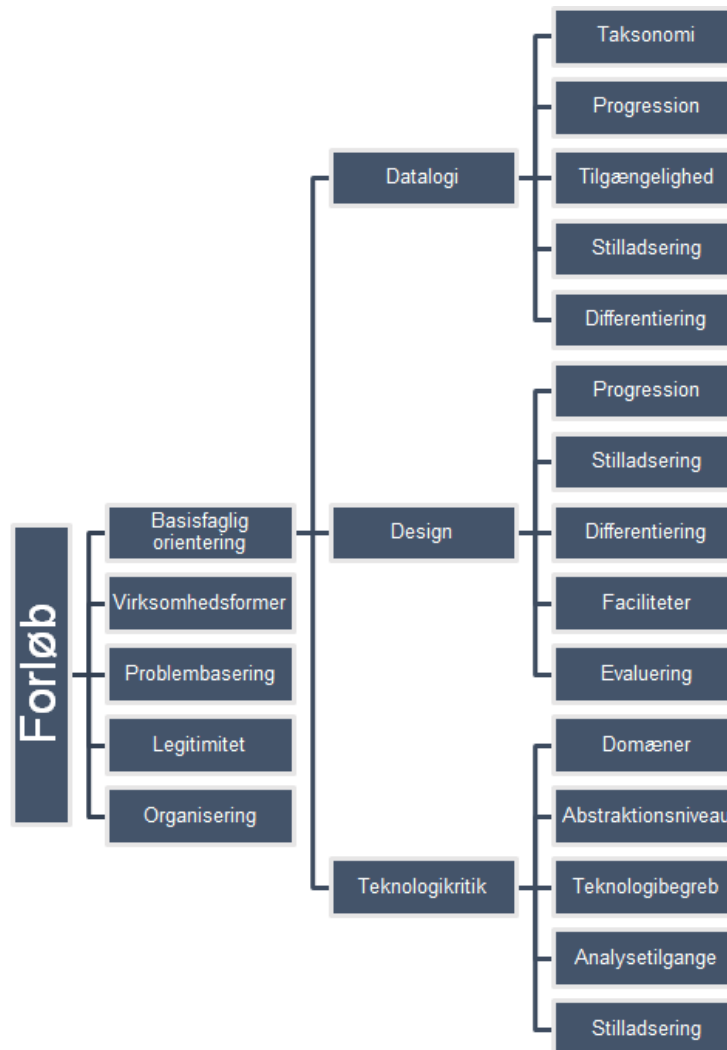 Forløb
Basisfaglig
orientering
Virksomhedsformer
Problembasering
Legitimitet
Organisering
Datalogi
Taksonomi
Progression
Tilgængelighed
Stilladsering
Differentiering
Design
Progression
Stilladsering
Differentiering
Faciliteter
Evaluering
Teknologikritik
Domæner
Abstraktionsniveau
Teknologibegreb
Analysetilgange
Stilladsering